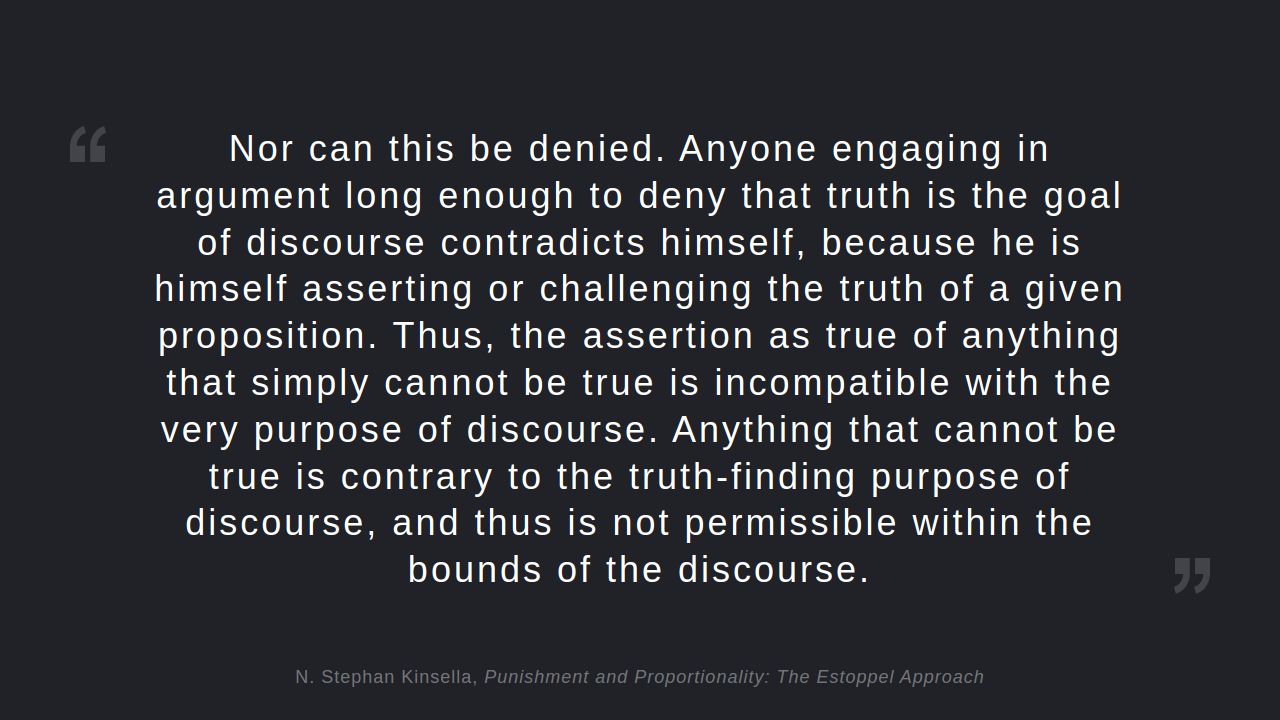 “
Nor can this be denied. Anyone engaging in
argument long enough to deny that truth is the goal
of discourse contradicts himself, because he is
himself asserting or challenging the truth of a given
proposition. Thus, the assertion as true of anything
that simply cannot be true is incompatible with the
very purpose of discourse. Anything that cannot be
true is contrary to the truth-finding purpose of
discourse, and thus is not permissible within the
bounds of the discourse.
”
N. Stephan Kinsella, Punishment and Proportionality: The Estoppel Approach